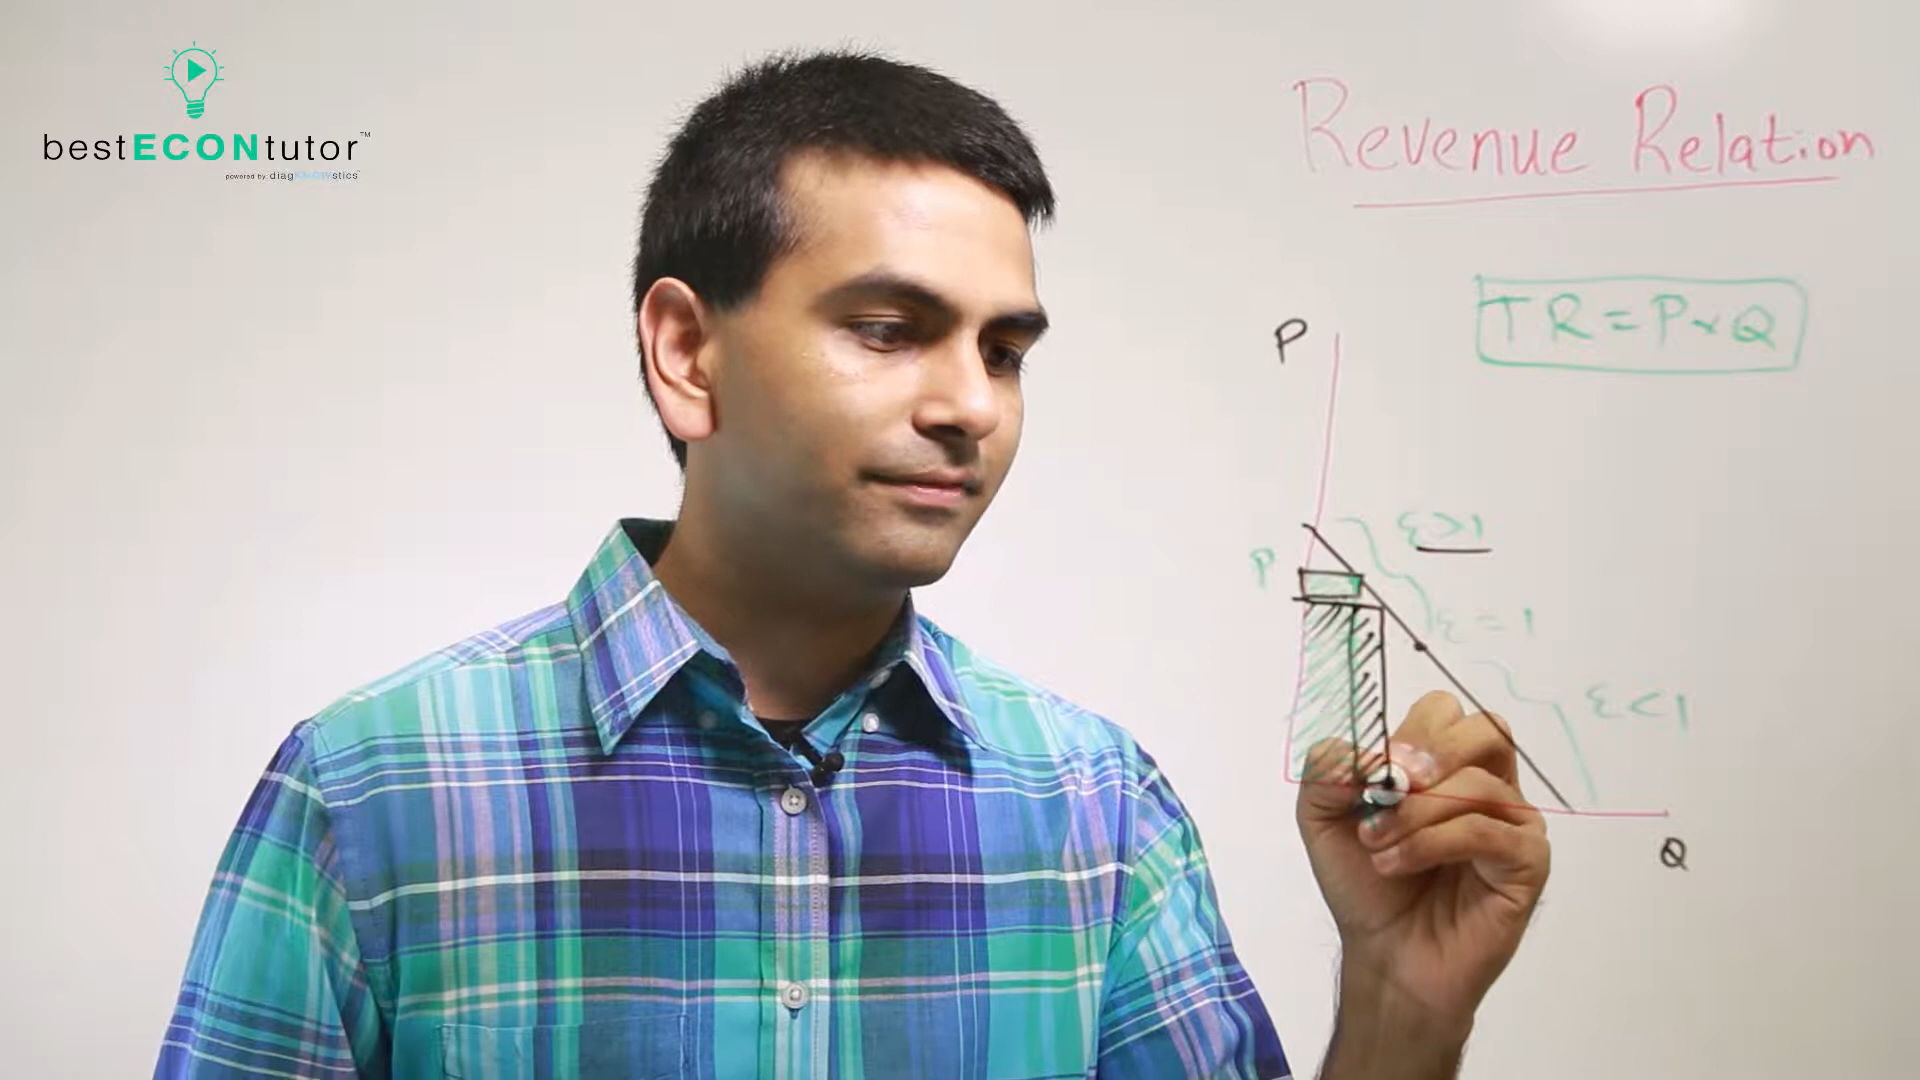 bestECONtutor™
powered by diagKNOWstics
Revenue Relation
TR = P × Q
P
ε>1
P
ε = 1
ε<1
Q